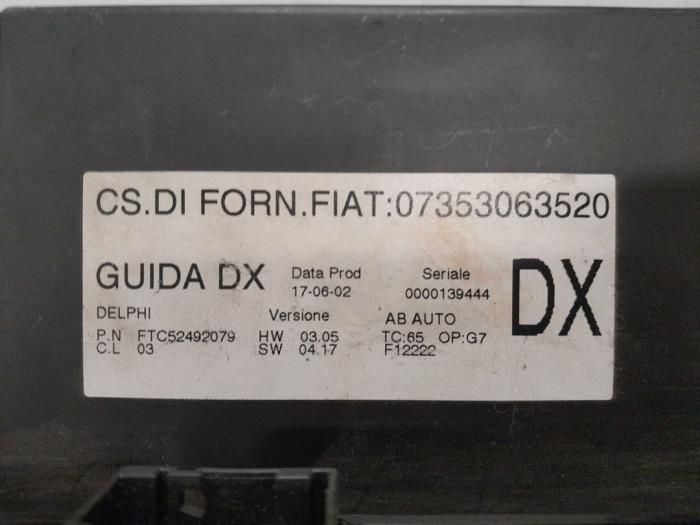 CS.DI FORN.FIAT:07353063520
GUIDA DX Data Prod Seriale DX
17-06-02 0000139444
DELPHI Versione AB AUTO
P.N FTC52492079 HW 03.05 TC:65 OP:G7
C.L 03 SW 04.17 F12222